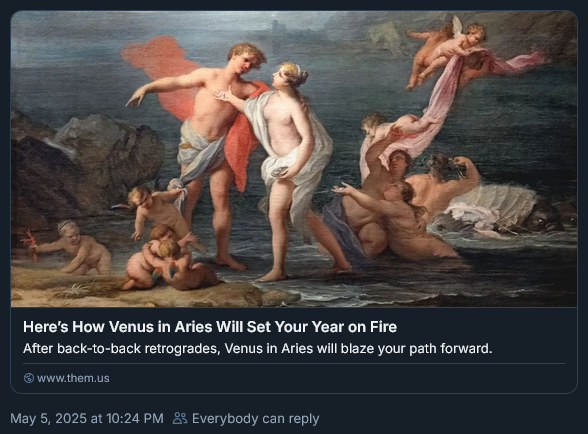 Here's How Venus in Aries Will Set Your Year on Fire
After back-to-back retrogrades, Venus in Aries will blaze your path forward.
www.them.us
May 5, 2025 at 10:24 PM Everybody can reply